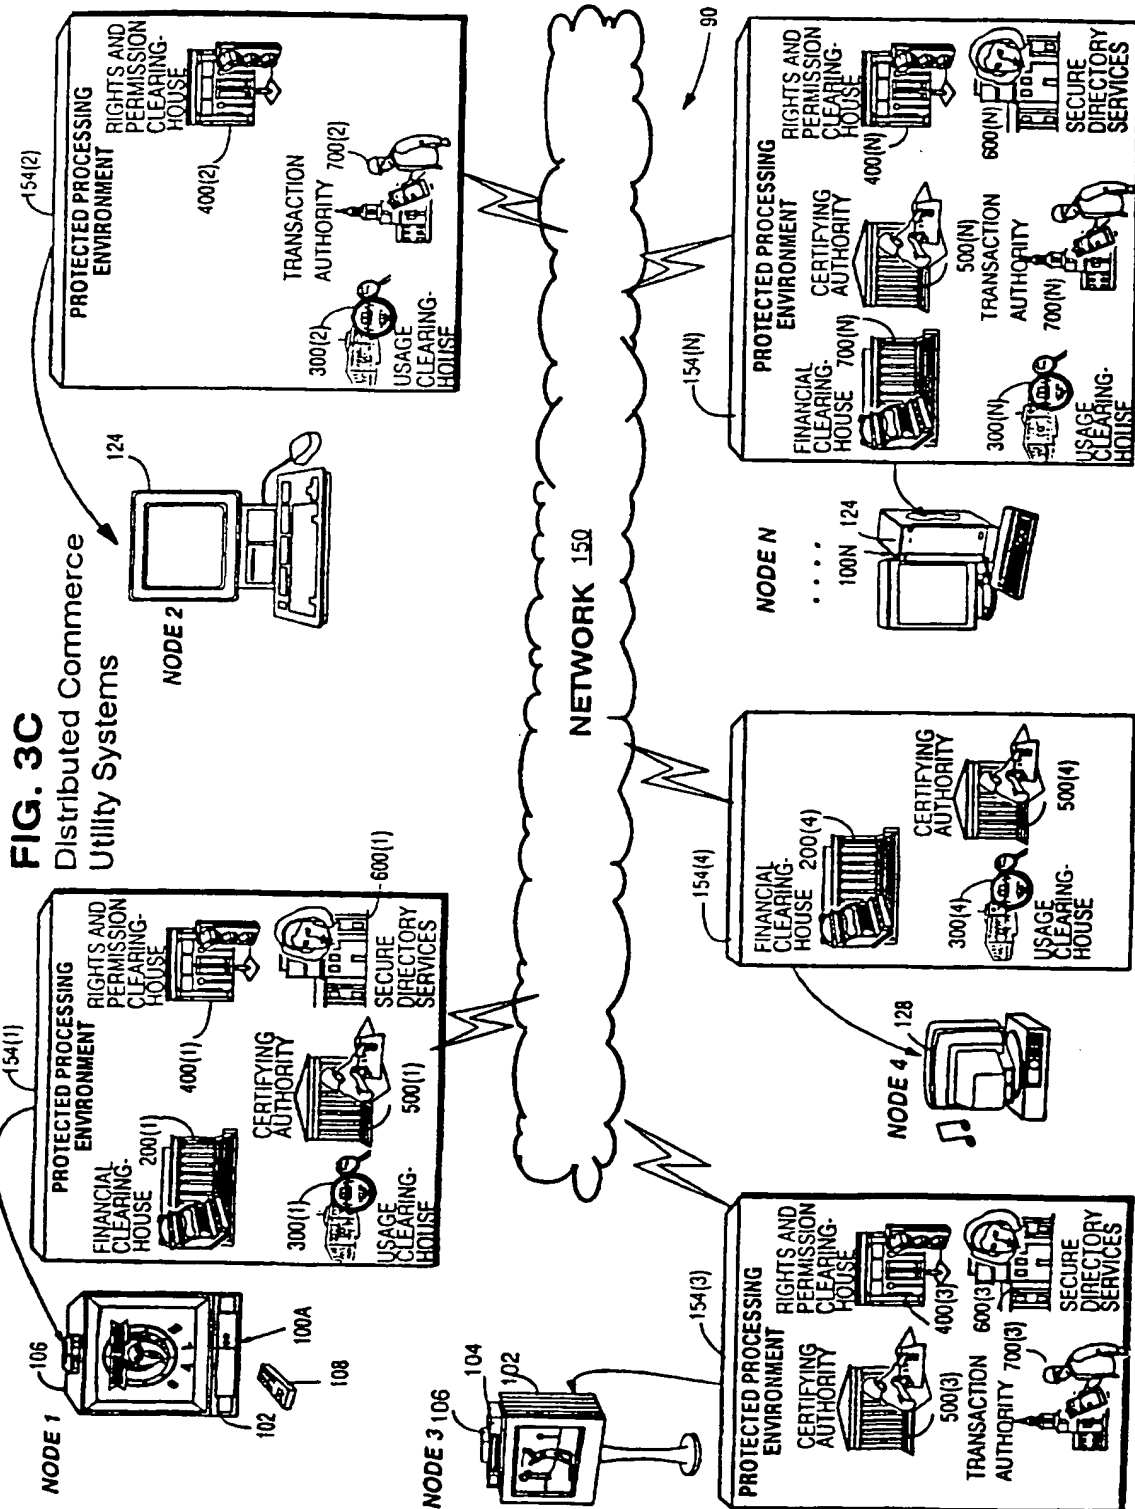 FIG. 3C
Distributed Commerce
Utility Systems
NODE 1
106
102
100A
108
154(1)
PROTECTED PROCESSING
ENVIRONMENT
FINANCIAL
CLEARING-
HOUSE
200(1)
RIGHTS AND
PERMISSION
CLEARING-
HOUSE
400(1)
300(1)
USAGE
CLEARING-
HOUSE
CERTIFYING
AUTHORITY
500(1)
SECURE
DIRECTORY
SERVICES
600(1)
NODE 2
124
154(2)
PROTECTED PROCESSING
ENVIRONMENT
RIGHTS AND
PERMISSION
CLEARING-
HOUSE
400(2)
300(2)
USAGE
CLEARING-
HOUSE
TRANSACTION
AUTHORITY
700(2)
NETWORK 150
90
NODE 3
106
104
102
154(3)
PROTECTED PROCESSING
ENVIRONMENT
CERTIFYING
AUTHORITY
500(3)
RIGHTS AND
PERMISSION
CLEARING-
HOUSE
400(3)
TRANSACTION
AUTHORITY
700(3)
600(3)
SECURE
DIRECTORY
SERVICES
NODE 4
128
154(4)
FINANCIAL
CLEARING-
HOUSE
200(4)
300(4)
USAGE
CLEARING-
HOUSE
CERTIFYING
AUTHORITY
500(4)
NODE N
. . . .
100N
124
154(N)
PROTECTED PROCESSING
ENVIRONMENT
FINANCIAL
CLEARING-
HOUSE
700(N)
CERTIFYING
AUTHORITY
500(N)
RIGHTS AND
PERMISSION
CLEARING-
HOUSE
400(N)
300(N)
USAGE
CLEARING-
HOUSE
TRANSACTION
AUTHORITY
700(N)
600(N)
SECURE
DIRECTORY
SERVICES